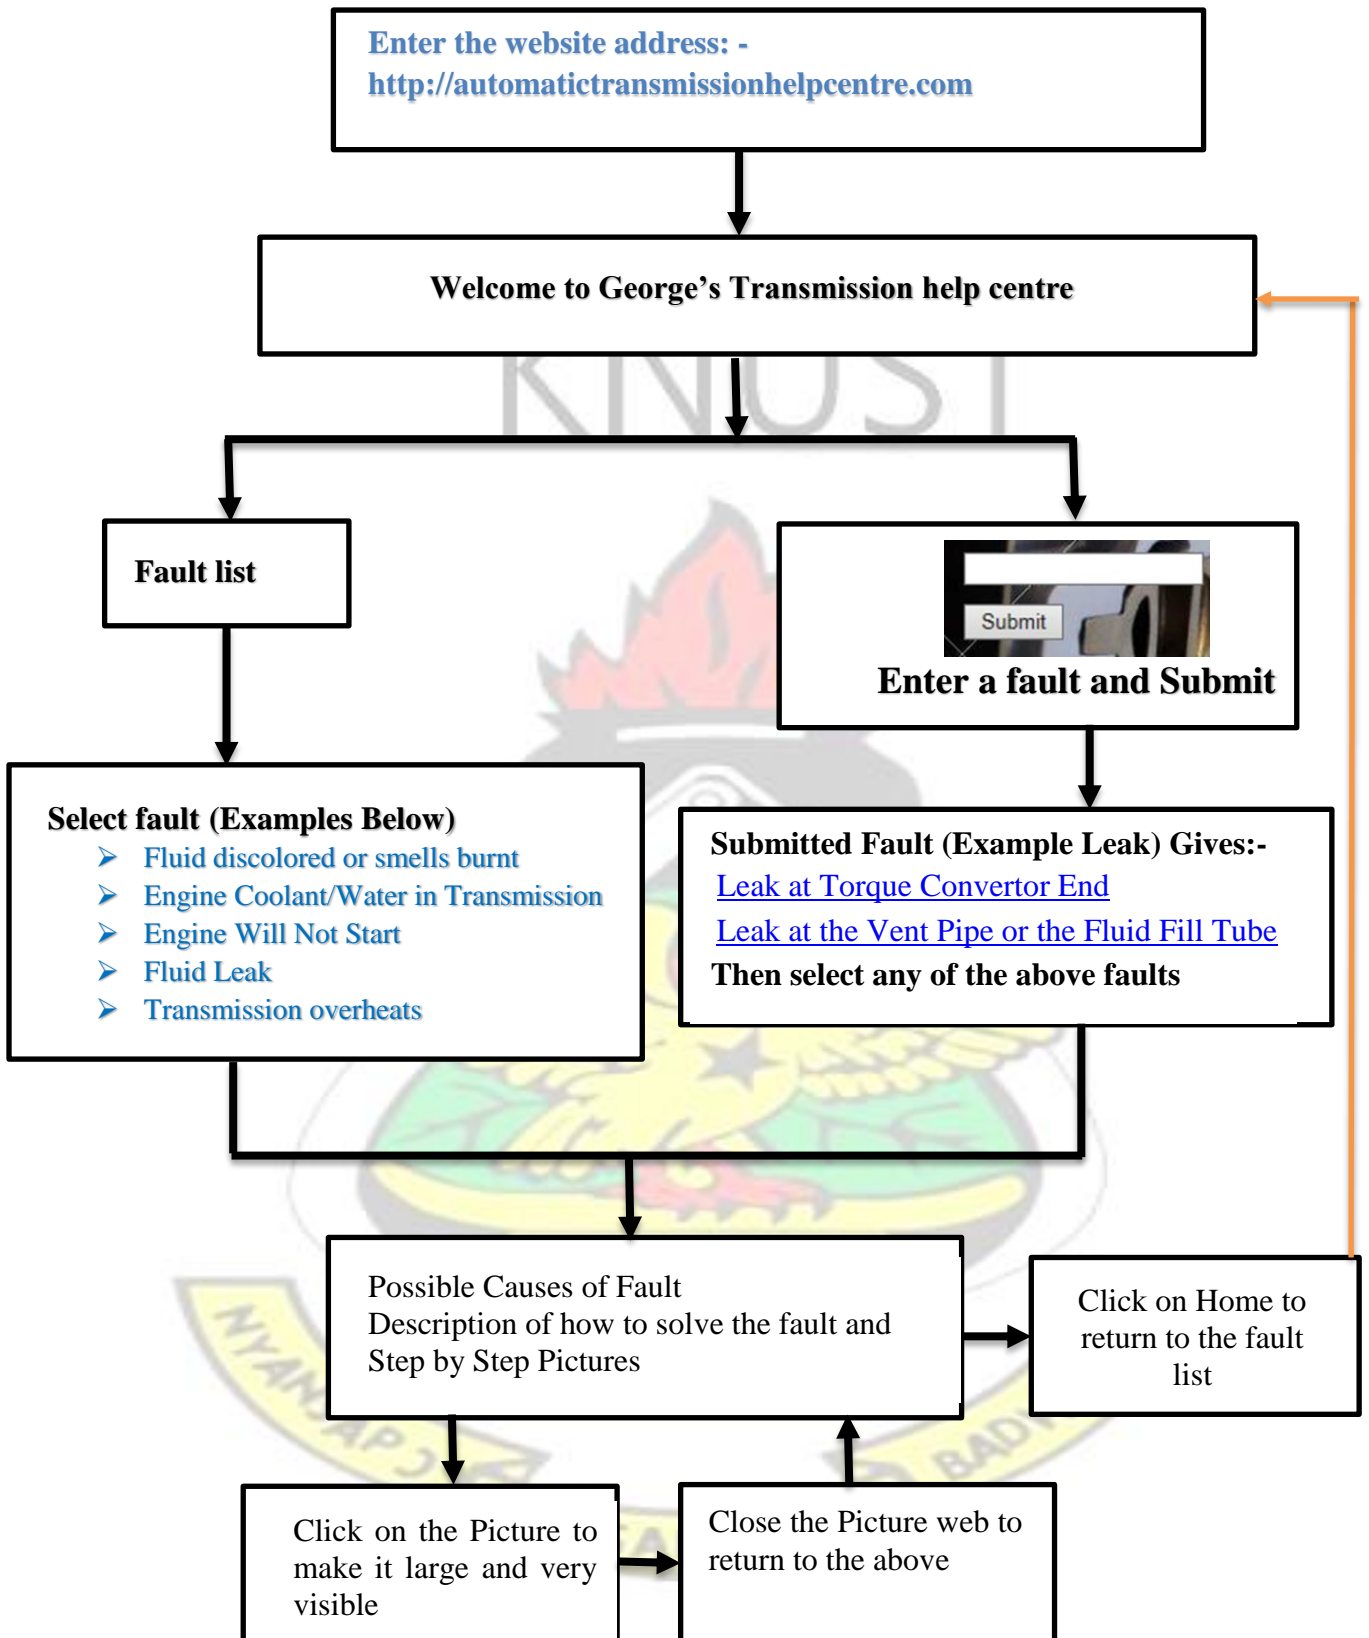 Enter the website address: -
http://automatictransmissionhelpcentre.com
Welcome to George’s Transmission help centre
KNUST
Fault list
Submit
Enter a fault and Submit
Select fault (Examples Below)
➢ Fluid discolored or smells burnt
➢ Engine Coolant/Water in Transmission
➢ Engine Will Not Start
➢ Fluid Leak
➢ Transmission overheats
Submitted Fault (Example Leak) Gives:-
Leak at Torque Convertor End
Leak at the Vent Pipe or the Fluid Fill Tube
Then select any of the above faults
Possible Causes of Fault
Description of how to solve the fault and
Step by Step Pictures
Click on Home to
return to the fault
list
Click on the Picture to
make it large and very
visible
Close the Picture web to
return to the above